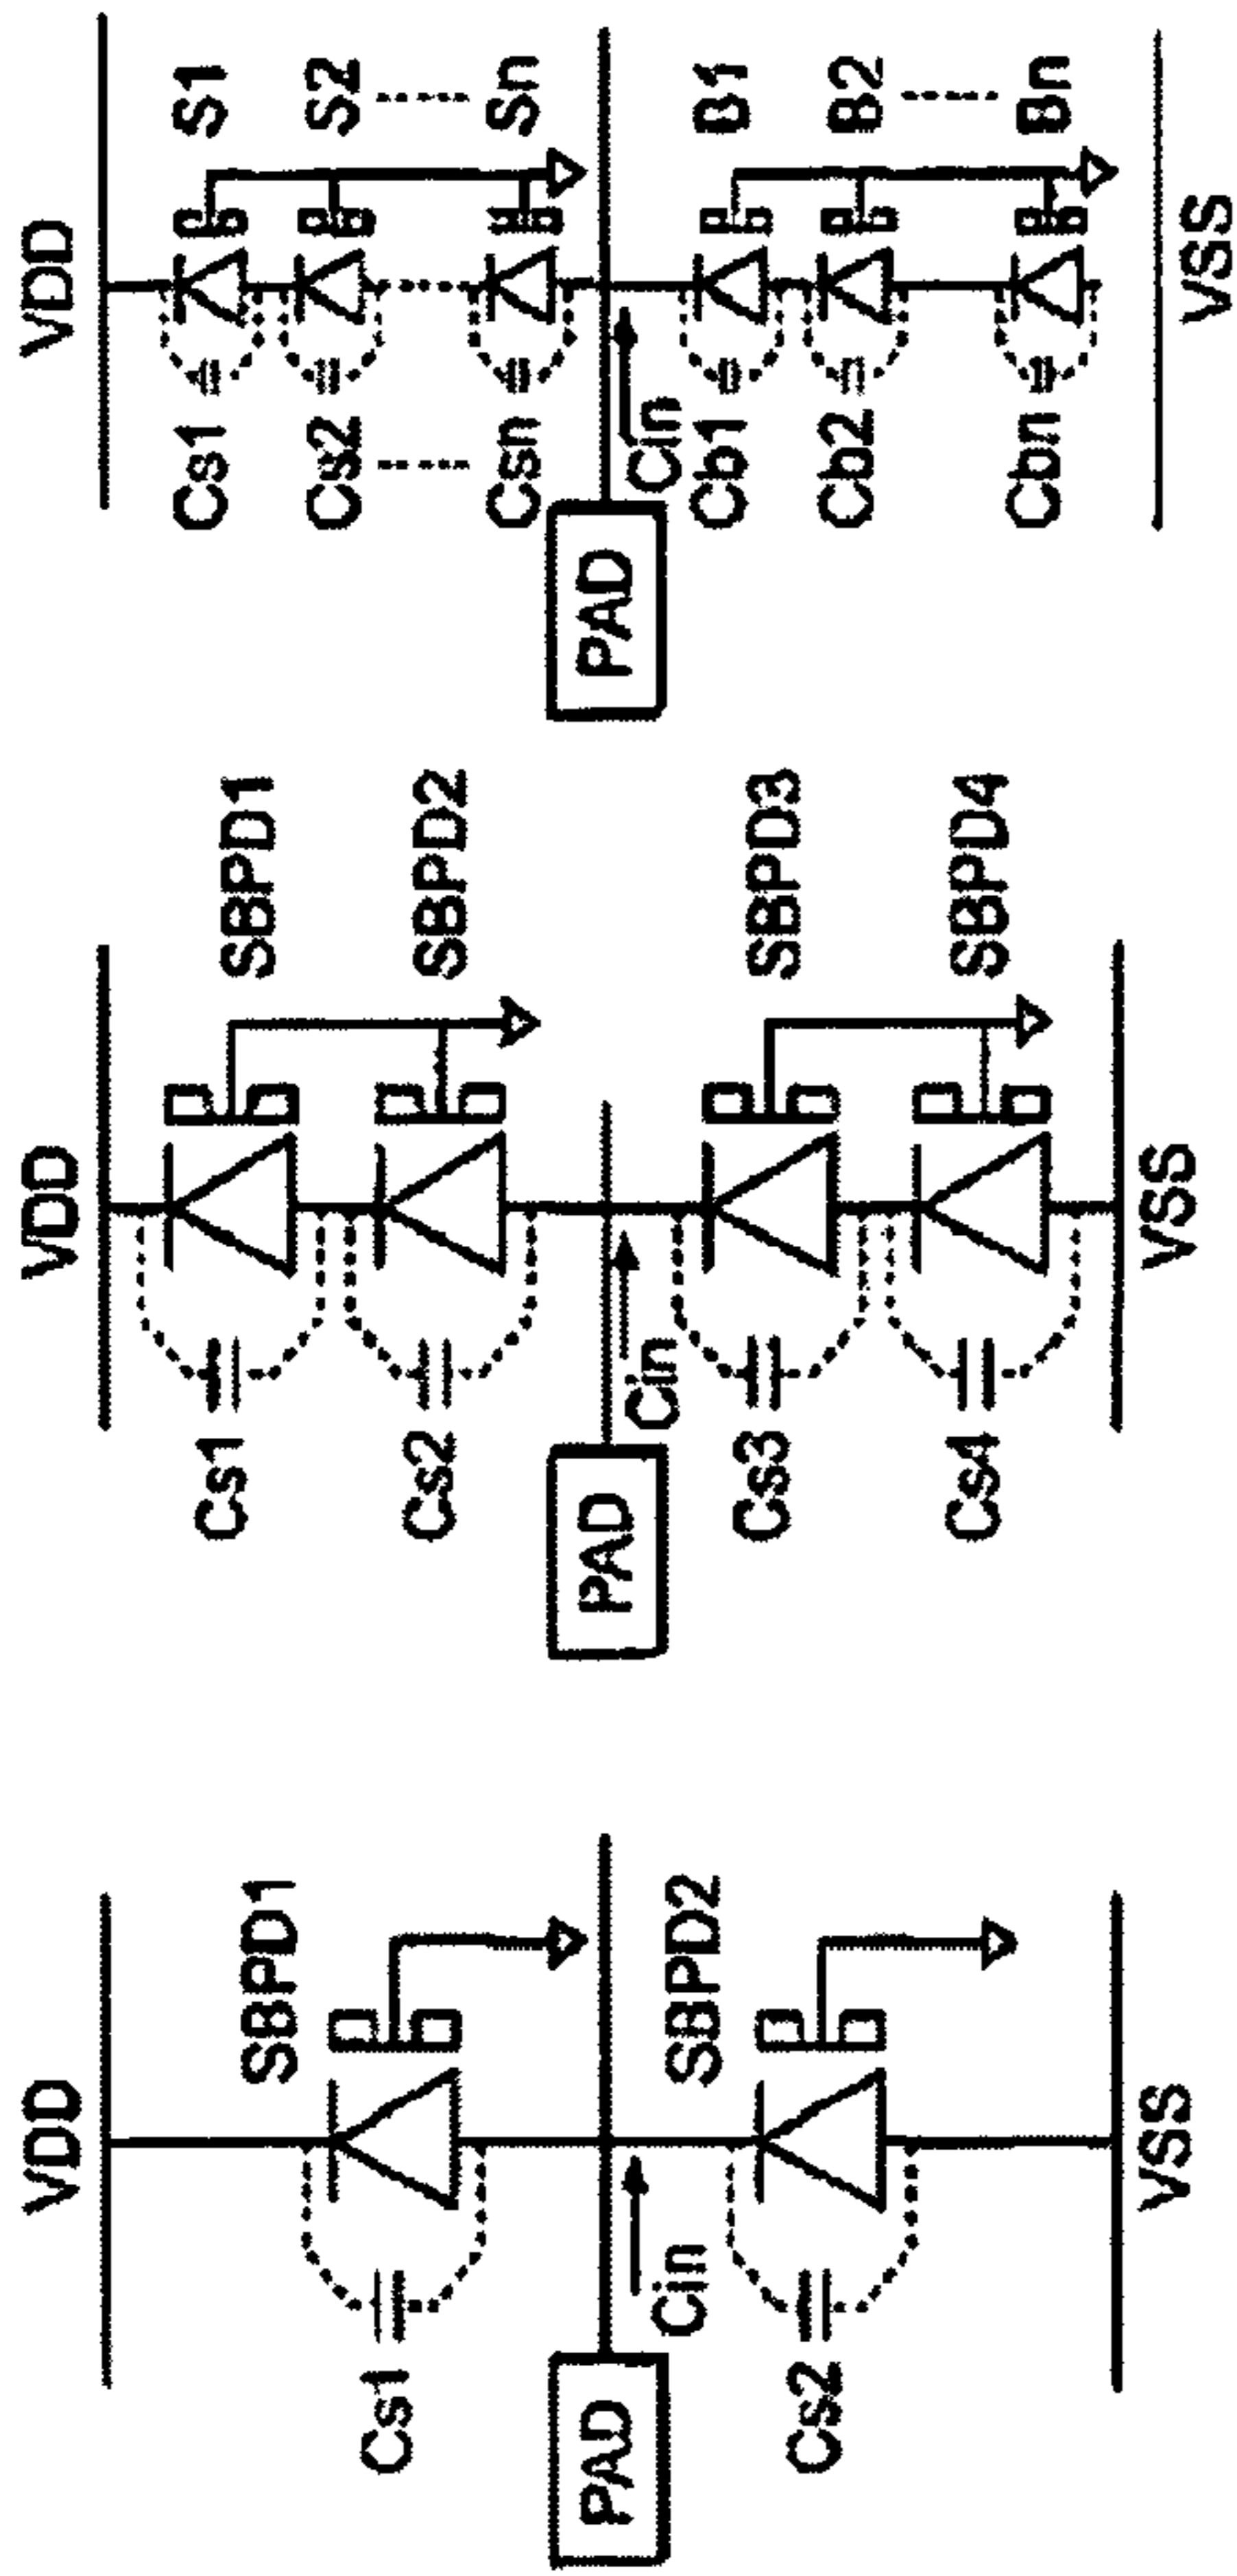 VDD
SBPD1
Cs1
PAD
Cin
SBPD2
Cs2
VSS
VDD
SBPD1
Cs1
SBPD2
Cs2
PAD
Cin
SBPD3
Cs3
SBPD4
Cs4
VSS
VDD
Cs1 S1
Cs2 S2
Csn Sn
PAD
Cin
Cb1 B1
Cb2 B2
Cbn Bn
VSS